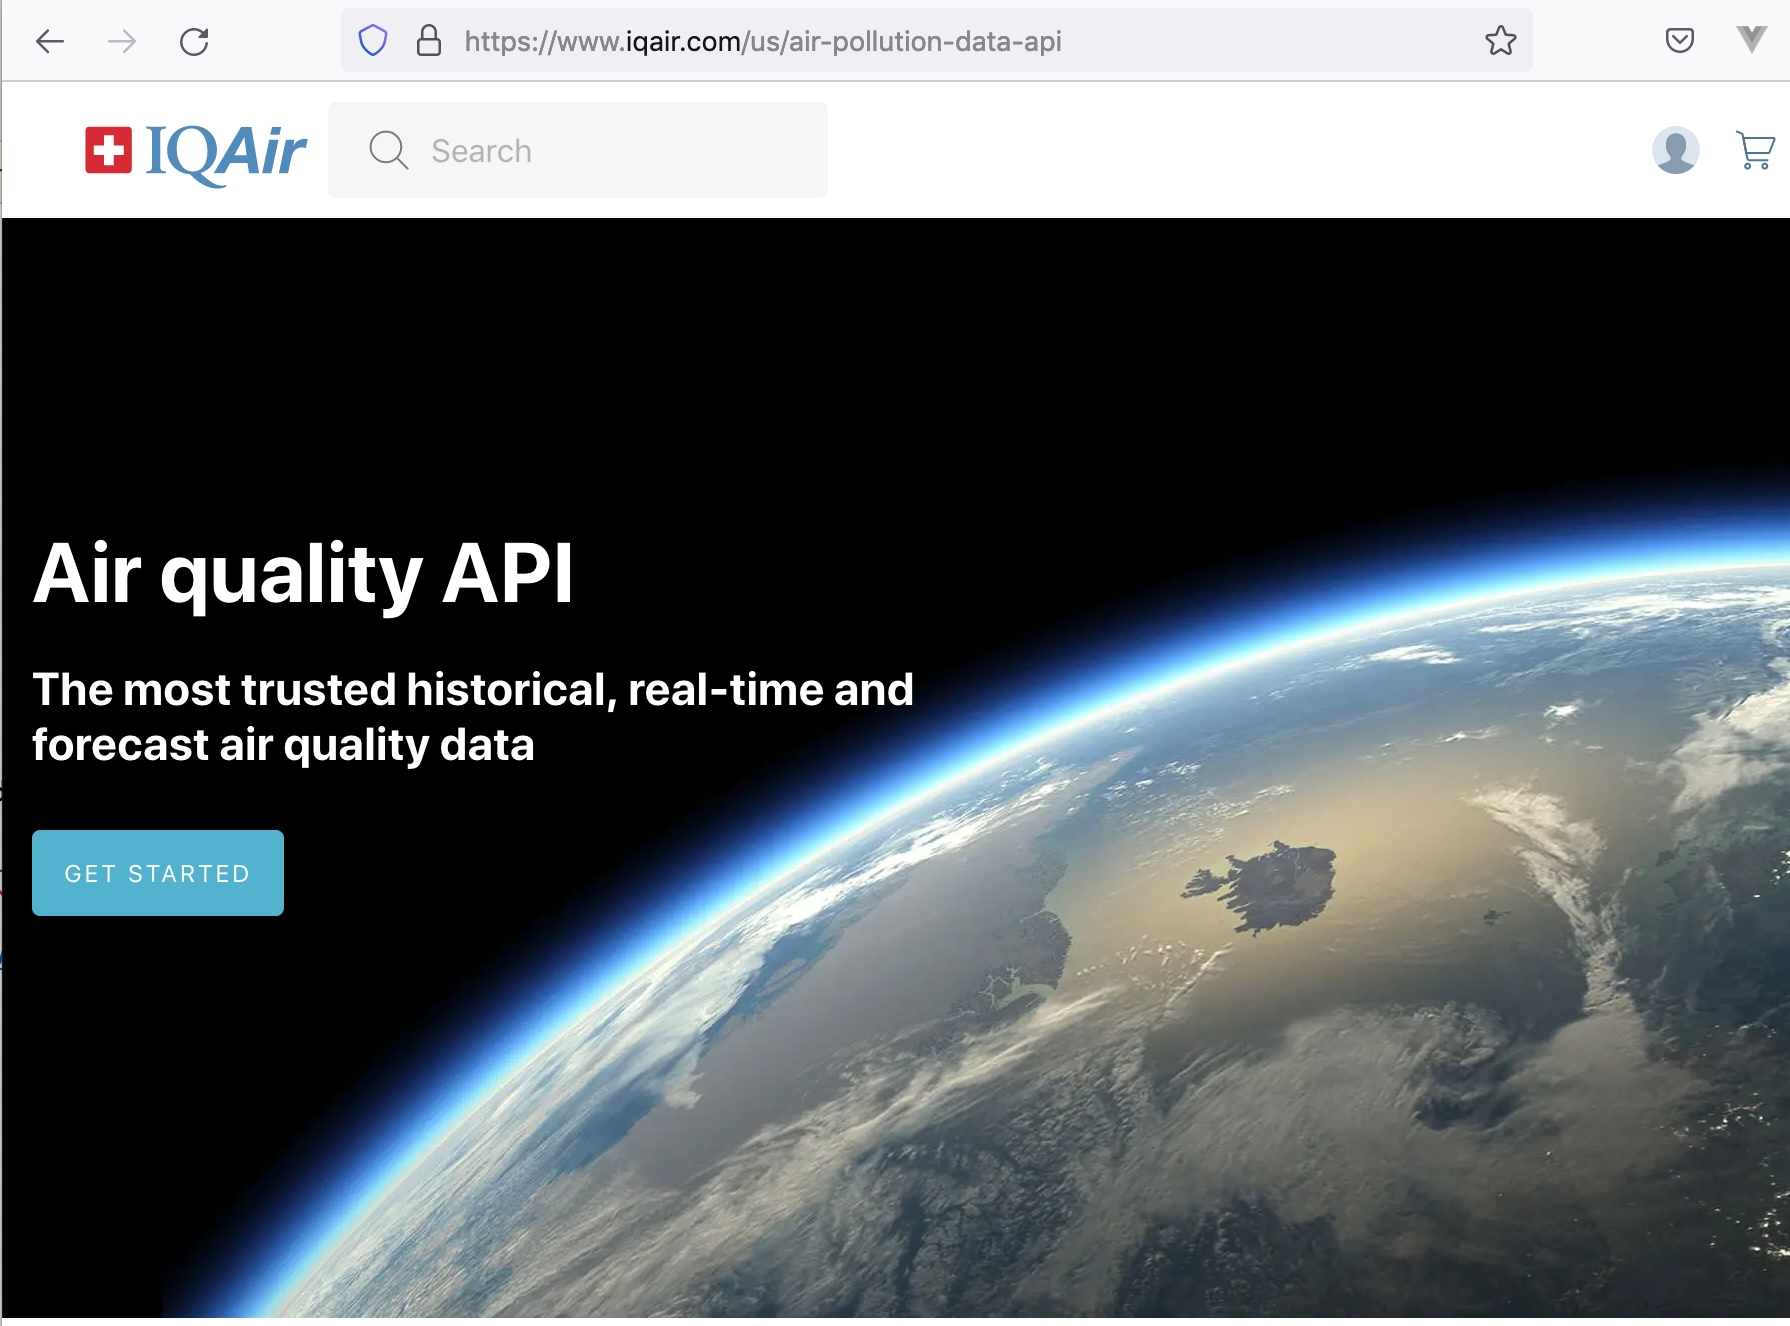 https://www.iqair.com/us/air-pollution-data-api
IQAir
Search
Air quality API
The most trusted historical, real-time and
forecast air quality data
GET STARTED